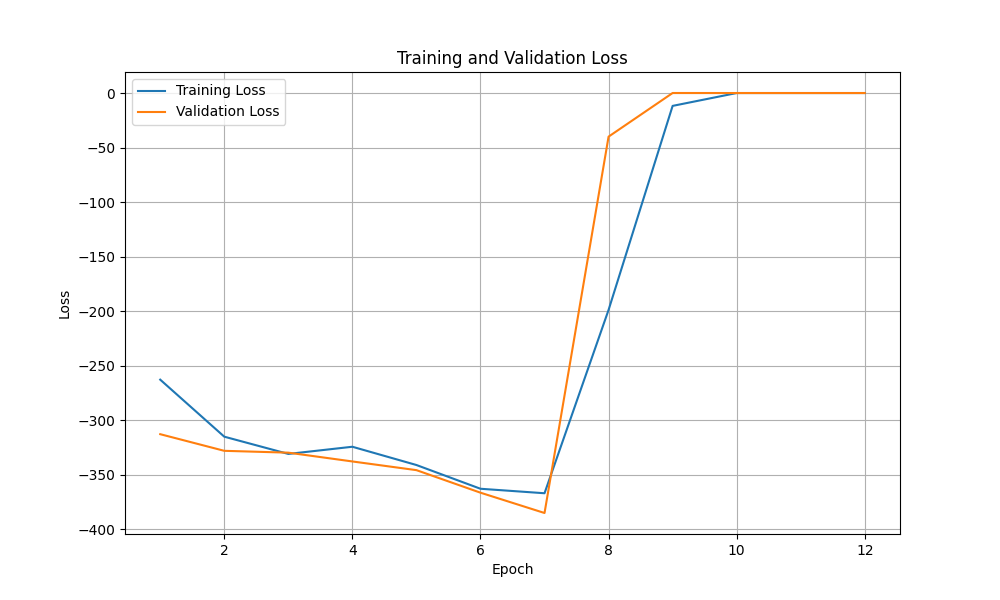 Training and Validation Loss
Training Loss
Validation Loss
0
−50
−100
−150
−200
−250
−300
−350
−400
Loss
2 4 6 8 10 12
Epoch